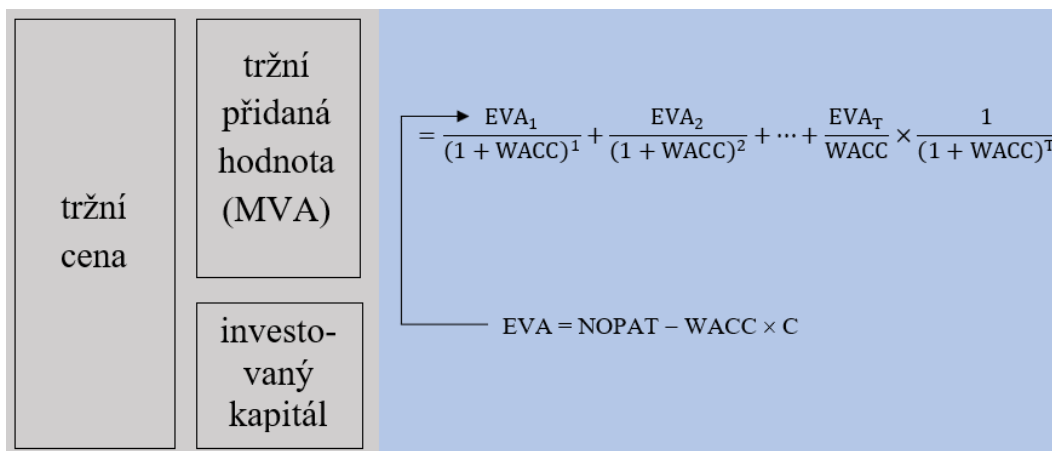 tržní
cena
tržní
přidaná
hodnota
(MVA)
investo-
vaný
kapitál
= EVA₁/(1 + WACC)¹ + EVA₂/(1 + WACC)² + ⋯ + EVA_T/WACC × 1/(1 + WACC)ᵀ
EVA = NOPAT − WACC × C